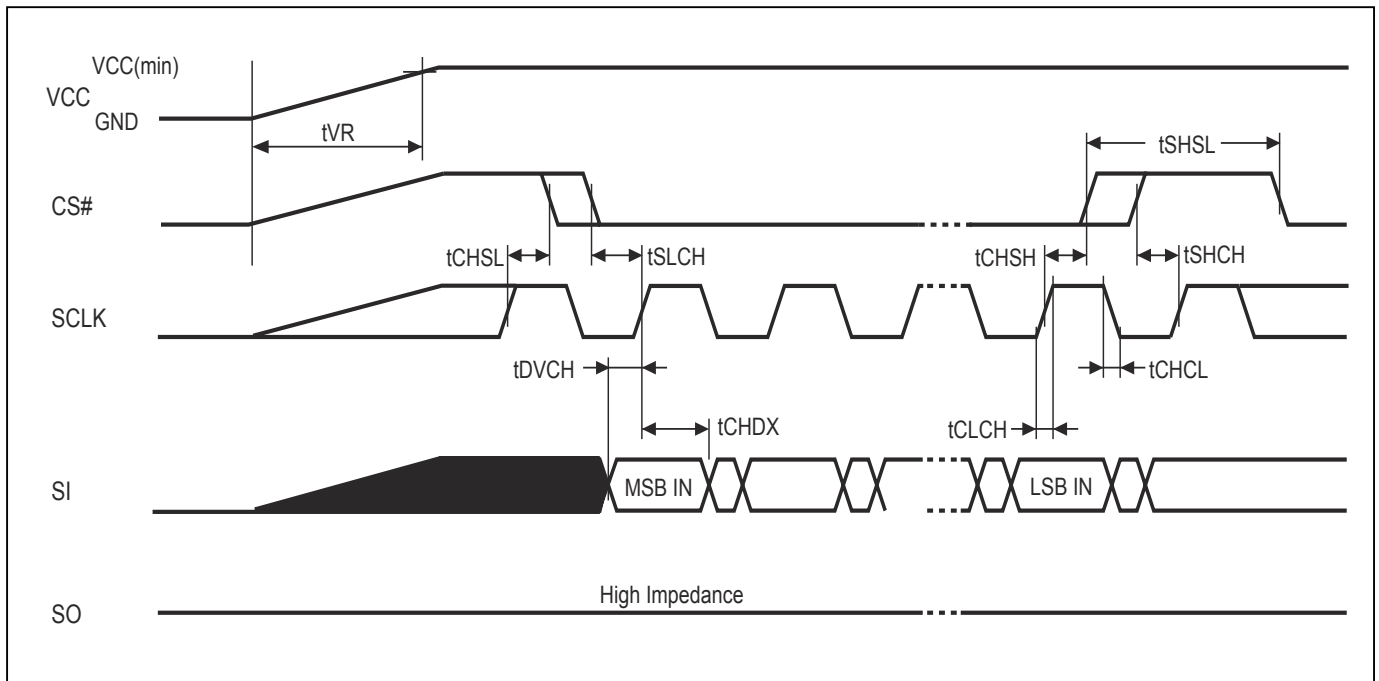 VCC(min)
VCC
GND
tVR
tSHSL
CS#
tCHSL
tSLCH
tCHSH
tSHCH
SCLK
tDVCH
tCHCL
tCHDX
tCLCH
SI
MSB IN
LSB IN
High Impedance
SO